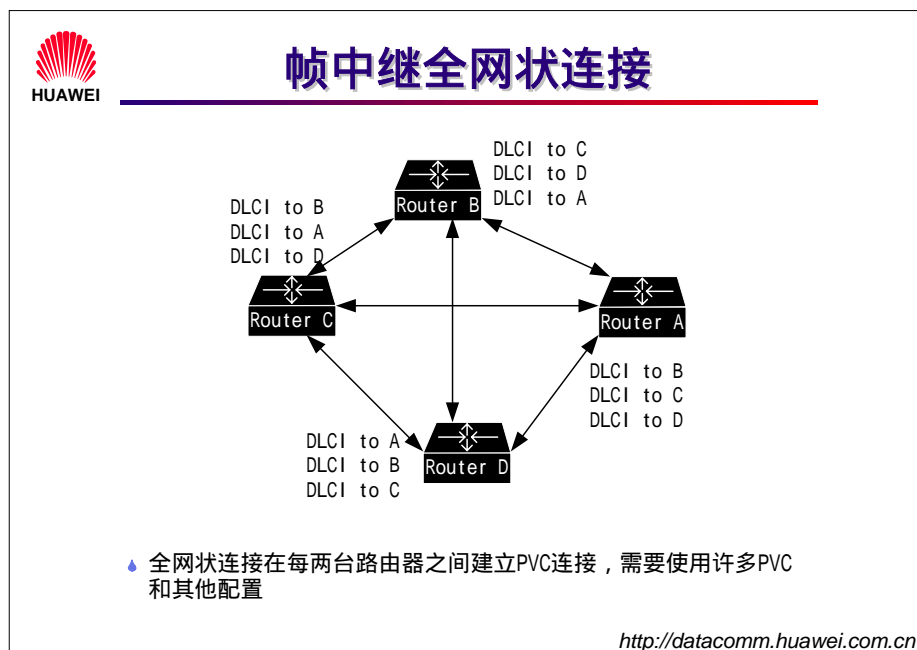 HUAWEI
帧中继全网状连接
DLCI to C
DLCI to D
DLCI to A
Router B
DLCI to B
DLCI to A
DLCI to D
Router C
Router A
DLCI to B
DLCI to C
DLCI to D
DLCI to A
DLCI to B
DLCI to C
Router D
全网状连接在每两台路由器之间建立PVC连接，需要使用许多PVC
和其他配置
http://datacomm.huawei.com.cn